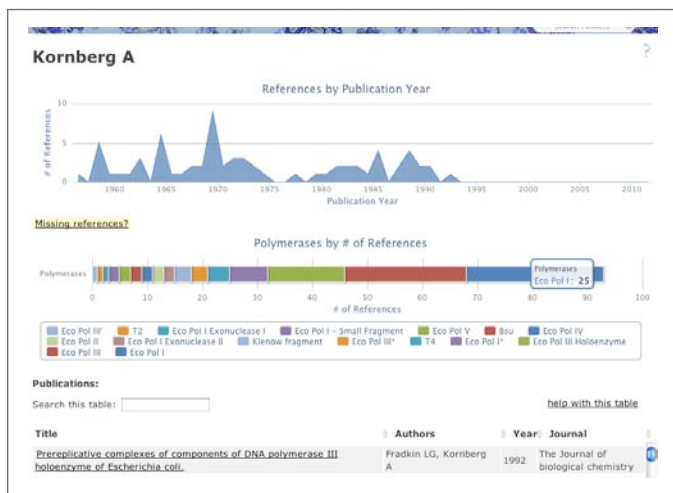 Kornberg A
?
References by Publication Year
# of References
10
5
0
1960 1965 1970 1975 1980 1985 1990 1995 2000 2005 2010
Publication Year
Missing references?
Polymerases by # of References
Polymerases
Polymerases
Eco Pol I: 25
0 10 20 30 40 50 60 70 80 90 100
# of References
Eco Pol III' T2 Eco Pol I Exonuclease I Eco Pol I - Small Fragment Eco Pol V Bsu Eco Pol IV
Eco Pol II Eco Pol I Exonuclease II Klenow fragment Eco Pol III* T4 Eco Pol I* Eco Pol III Holoenzyme
Eco Pol III Eco Pol I
Publications:
Search this table:
help with this table
Title Authors Year Journal
Prereplicative complexes of components of DNA polymerase III
holoenzyme of Escherichia coli.
Fradkin LG, Kornberg
A
1992
The Journal of
biological chemistry